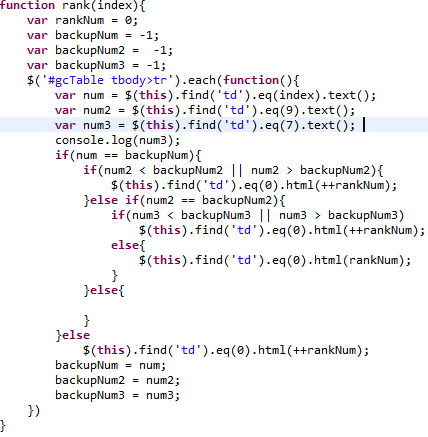 function rank(index){
    var rankNum = 0;
    var backupNum = -1;
    var backupNum2 =  -1;
    var backupNum3 = -1;
    $('#gcTable tbody>tr').each(function(){
        var num = $(this).find('td').eq(index).text();
        var num2 = $(this).find('td').eq(9).text();
        var num3 = $(this).find('td').eq(7).text();
        console.log(num3);
        if(num == backupNum){
            if(num2 < backupNum2 || num2 > backupNum2){
                $(this).find('td').eq(0).html(++rankNum);
            }else if(num2 == backupNum2){
                if(num3 < backupNum3 || num3 > backupNum3)
                    $(this).find('td').eq(0).html(++rankNum);
                else{
                    $(this).find('td').eq(0).html(rankNum);
                }
            }else{

            }
        }else
            $(this).find('td').eq(0).html(++rankNum);
        backupNum = num;
        backupNum2 = num2;
        backupNum3 = num3;
    })
}